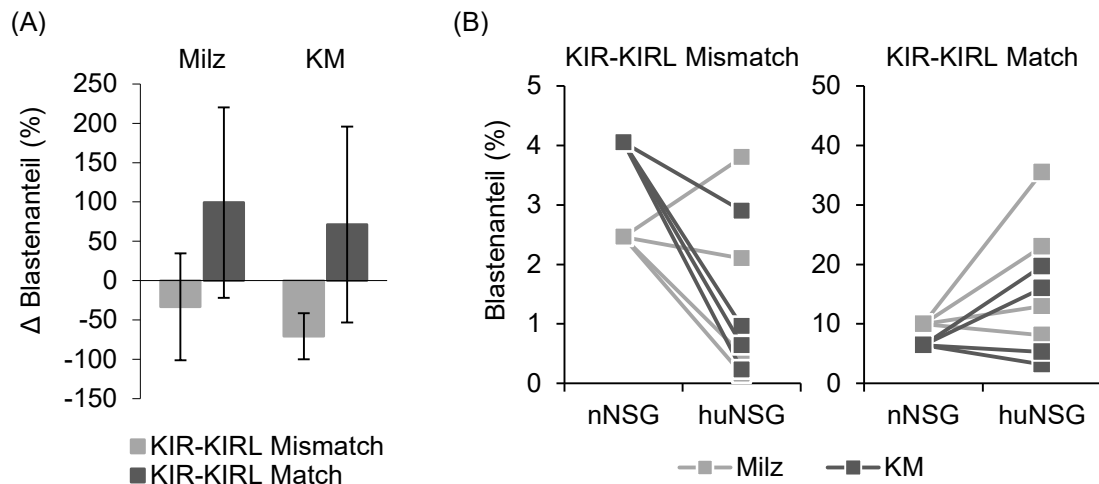 (A)
Milz KM
Δ Blastenanteil (%)
250
200
150
100
50
0
-50
-100
-150
KIR-KIRL Mismatch
KIR-KIRL Match
(B)
KIR-KIRL Mismatch
Blastenanteil (%)
5
4
3
2
1
0
nNSG huNSG
KIR-KIRL Match
50
40
30
20
10
0
nNSG huNSG
Milz KM